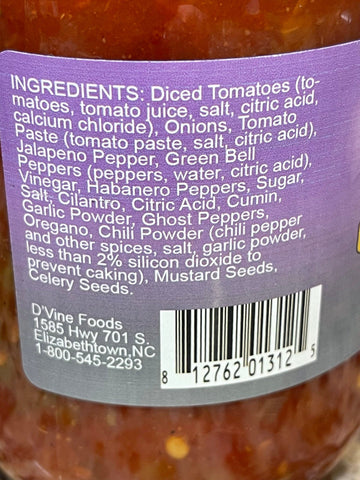 INGREDIENTS: Diced Tomatoes (to-
matoes, tomato juice, salt, citric acid,
calcium chloride), Onions, Tomato
Paste (tomato paste, salt, citric acid),
Jalapeno Pepper, Green Bell
Peppers (peppers, water, citric acid),
Vinegar, Habanero Peppers, Sugar,
Salt, Cilantro, Citric Acid, Cumin,
Garlic Powder, Ghost Peppers,
Oregano, Chili Powder (chili pepper
and other spices, salt, garlic powder,
less than 2% silicon dioxide to
prevent caking), Mustard Seeds,
Celery Seeds.
D'Vine Foods
1585 Hwy 701 S.
Elizabethtown,NC
1-800-545-2293
8 12762 01312 5